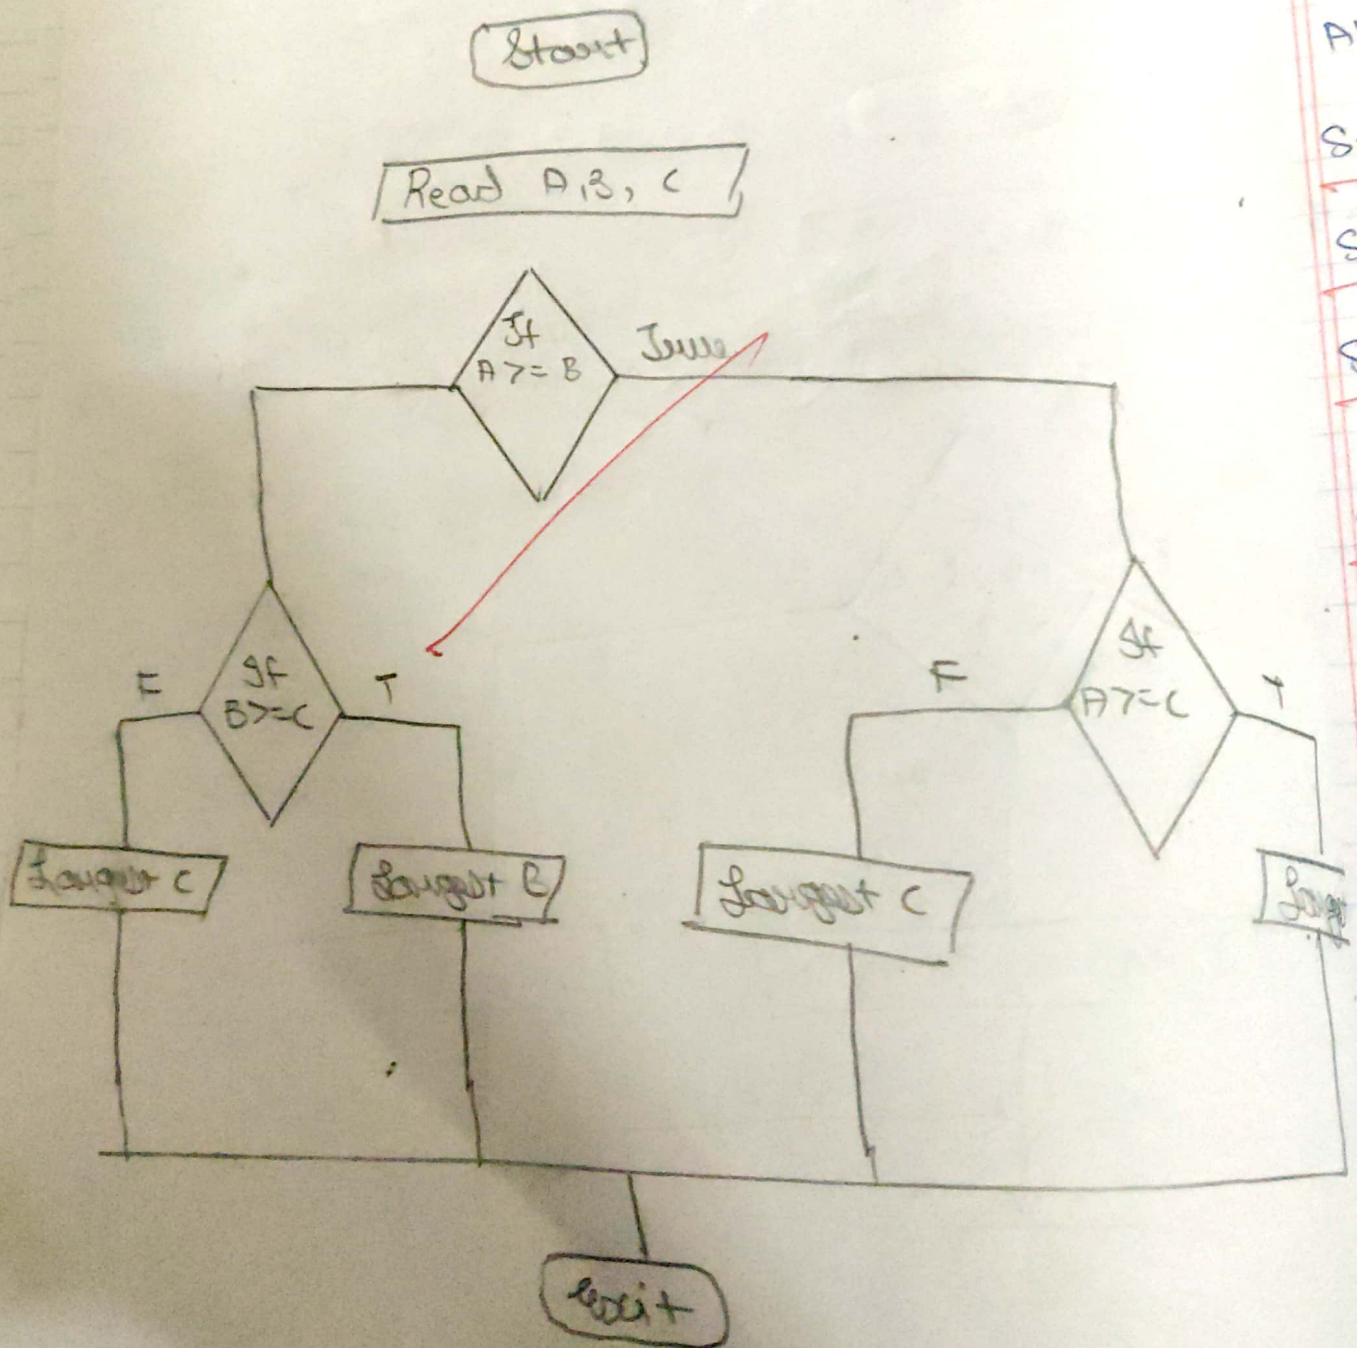 Start
Read A, B, C
If
A >= B
True
If
B >= C
F
T
If
A >= C
F
T
Largest C
Largest B
Largest C
Exit